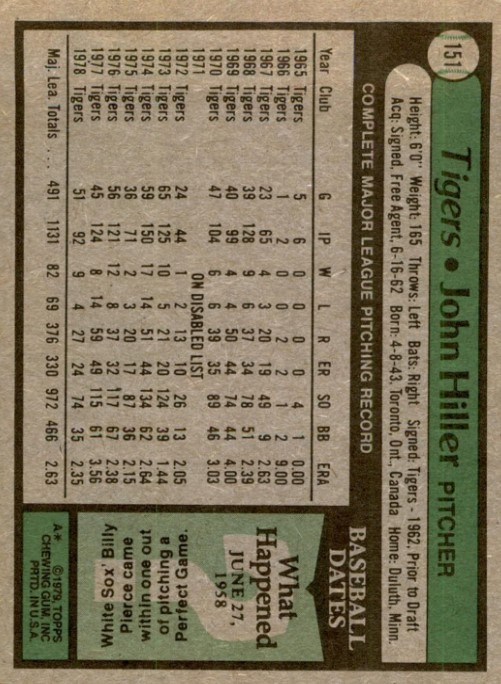 151
Tigers • John Hiller PITCHER
Height: 6'0" Weight: 165 Throws: Left Bats: Right Signed: Tigers - 1962, Prior to Draft
Acq: Signed, Free Agent, 6-16-62 Born: 4-8-43, Toronto, Ont., Canada Home: Duluth, Minn.
COMPLETE MAJOR LEAGUE PITCHING RECORD
Year Club G IP W L R ER SO BB ERA
1965 Tigers 5 6 0 0 0 0 4 1 0.00
1966 Tigers 1 2 0 0 2 2 1 2 9.00
1967 Tigers 23 65 4 3 20 19 49 9 2.63
1968 Tigers 39 128 9 6 37 34 78 51 2.39
1969 Tigers 40 99 4 4 50 44 74 44 4.00
1970 Tigers 47 104 6 6 39 35 89 46 3.03
1971 ON DISABLED LIST
1972 Tigers 24 44 1 2 13 10 26 13 2.05
1973 Tigers 65 125 10 5 21 20 124 39 1.44
1974 Tigers 59 150 17 14 51 44 134 62 2.64
1975 Tigers 36 71 2 3 20 17 87 36 2.15
1976 Tigers 56 121 12 8 37 32 117 67 2.38
1977 Tigers 45 124 8 14 59 49 115 61 3.56
1978 Tigers 51 92 9 4 27 24 74 35 2.35
Maj. Lea. Totals . . . 491 1131 82 69 376 330 972 466 2.63
BASEBALL
DATES
What
Happened
JUNE 27,
1958
?
White Sox' Billy
Pierce came
within one out
of pitching a
Perfect Game.
A* ©1979, TOPPS
CHEWING GUM, INC
PRTD. IN U.S.A.